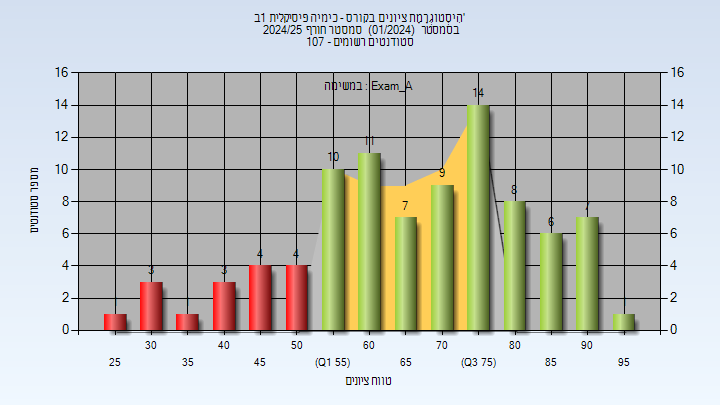 היסטוגרמת ציונים בקורס - כימיה פיסיקלית 1ב'
בסמסטר (01/2024) סמסטר חורף 2024/25
סטודנטים רשומים - 107
במשימה : Exam_A
מספר סטודנטים
16 16
14 14
12 12
10 10
8 8
6 6
4 4
2 2
0 0
3 3 4 4 10 11 7 9 14 8 6 7
30 40 50 60 70 80 90
25 35 45 (Q1 55) 65 (Q3 75) 85 95
טווח ציונים